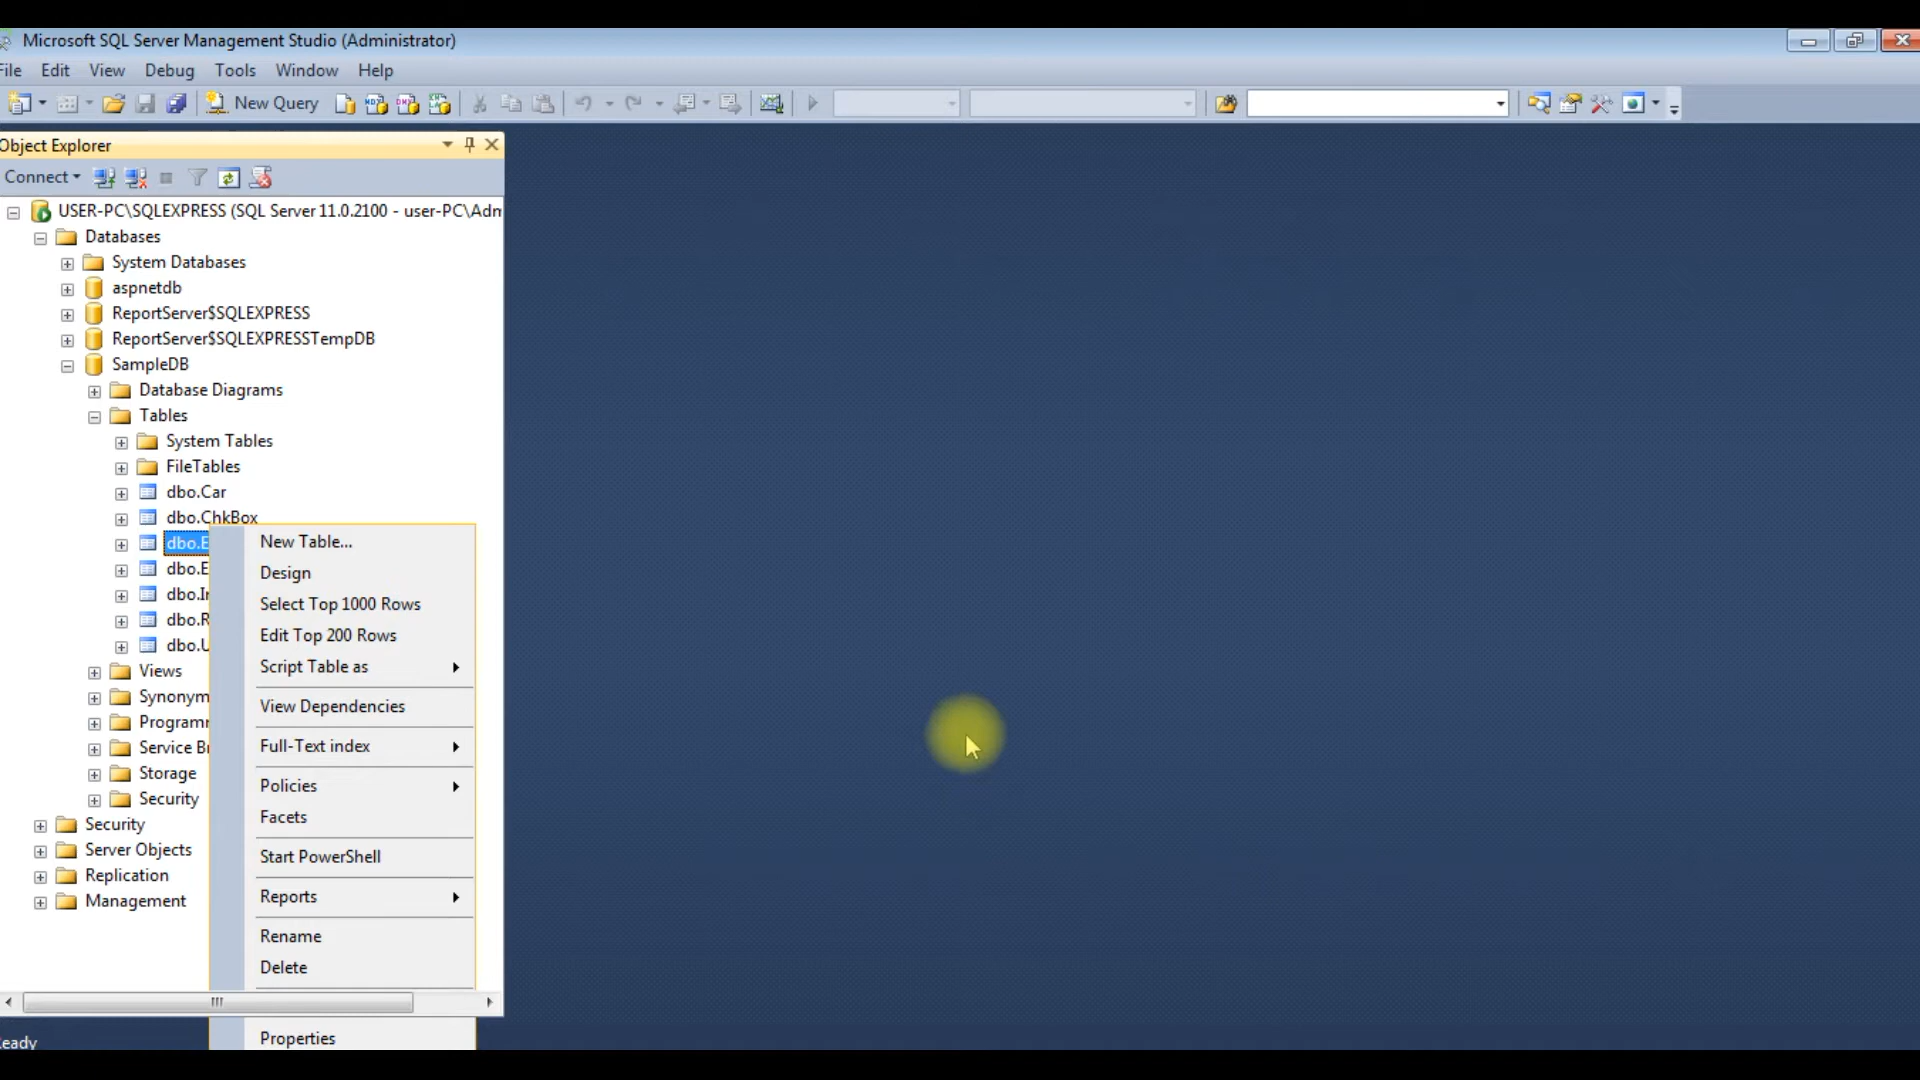 Microsoft SQL Server Management Studio (Administrator)
File Edit View Debug Tools Window Help
New Query
Object Explorer
Connect
USER-PC\SQLEXPRESS (SQL Server 11.0.2100 - user-PC\Adm
Databases
System Databases
aspnetdb
ReportServer$SQLEXPRESS
ReportServer$SQLEXPRESSTempDB
SampleDB
Database Diagrams
Tables
System Tables
FileTables
dbo.Car
dbo.ChkBox
dbo.E
dbo.E
dbo.I
dbo.R
dbo.U
Views
Synonym
Program
Service B
Storage
Security
Security
Server Objects
Replication
Management
New Table...
Design
Select Top 1000 Rows
Edit Top 200 Rows
Script Table as
View Dependencies
Full-Text index
Policies
Facets
Start PowerShell
Reports
Rename
Delete
Properties
eady